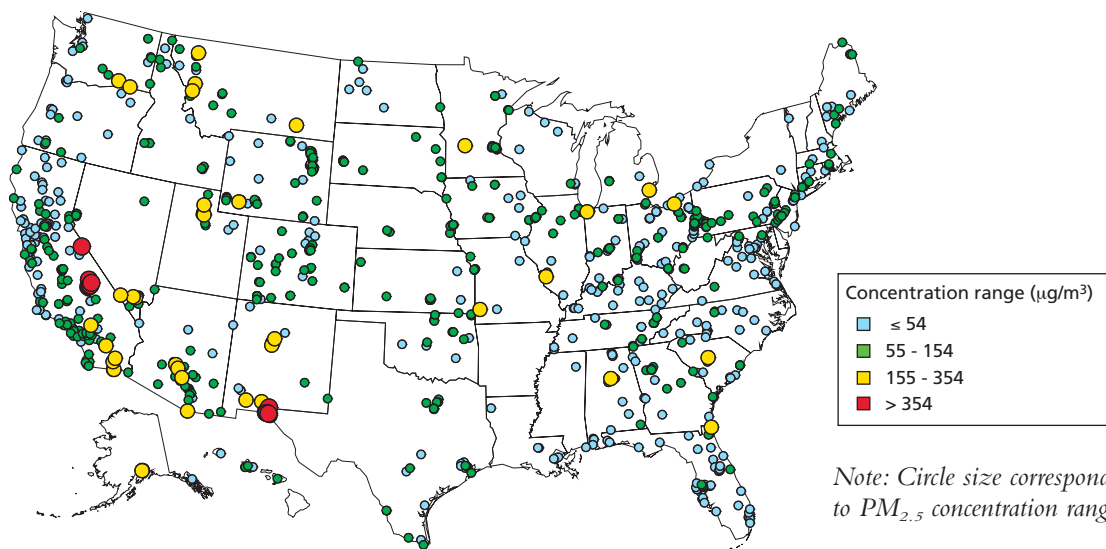 Concentration range (µg/m³)
≤ 54
55 - 154
155 - 354
> 354
Note: Circle size correspond
to PM₂.₅ concentration rang